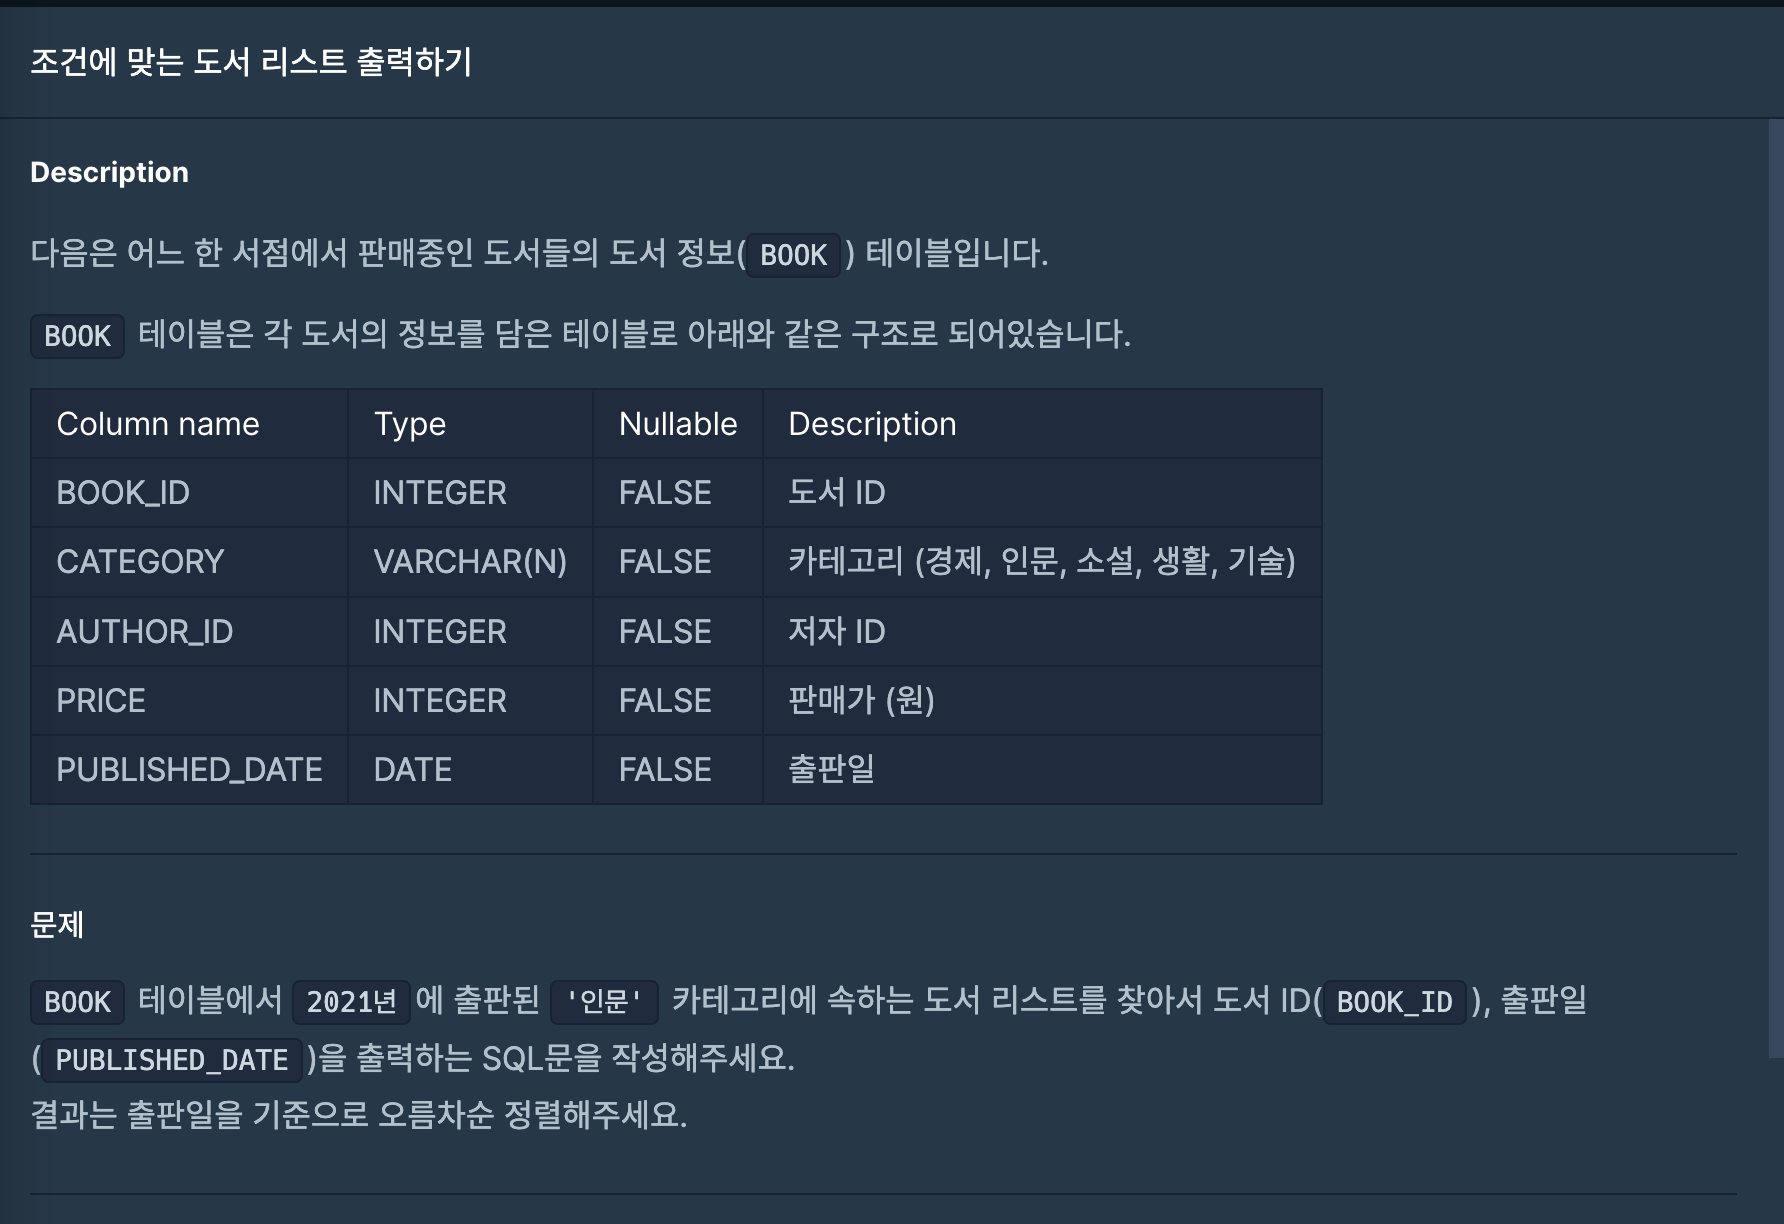 조건에 맞는 도서 리스트 출력하기
Description
다음은 어느 한 서점에서 판매중인 도서들의 도서 정보(BOOK) 테이블입니다.
BOOK 테이블은 각 도서의 정보를 담은 테이블로 아래와 같은 구조로 되어있습니다.
Column name Type Nullable Description
BOOK_ID INTEGER FALSE 도서 ID
CATEGORY VARCHAR(N) FALSE 카테고리 (경제, 인문, 소설, 생활, 기술)
AUTHOR_ID INTEGER FALSE 저자 ID
PRICE INTEGER FALSE 판매가 (원)
PUBLISHED_DATE DATE FALSE 출판일
문제
BOOK 테이블에서 2021년에 출판된 '인문' 카테고리에 속하는 도서 리스트를 찾아서 도서 ID(BOOK_ID), 출판일
(PUBLISHED_DATE)을 출력하는 SQL문을 작성해주세요.
결과는 출판일을 기준으로 오름차순 정렬해주세요.